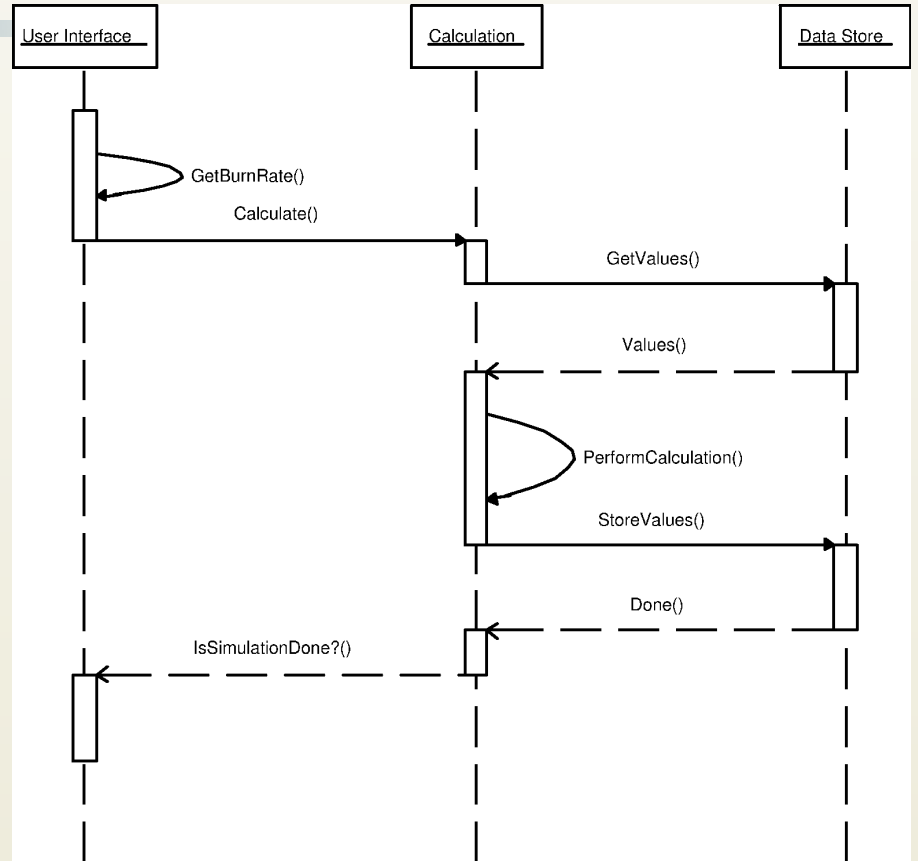 User Interface
Calculation
Data Store
GetBurnRate()
Calculate()
GetValues()
Values()
PerformCalculation()
StoreValues()
Done()
IsSimulationDone?()